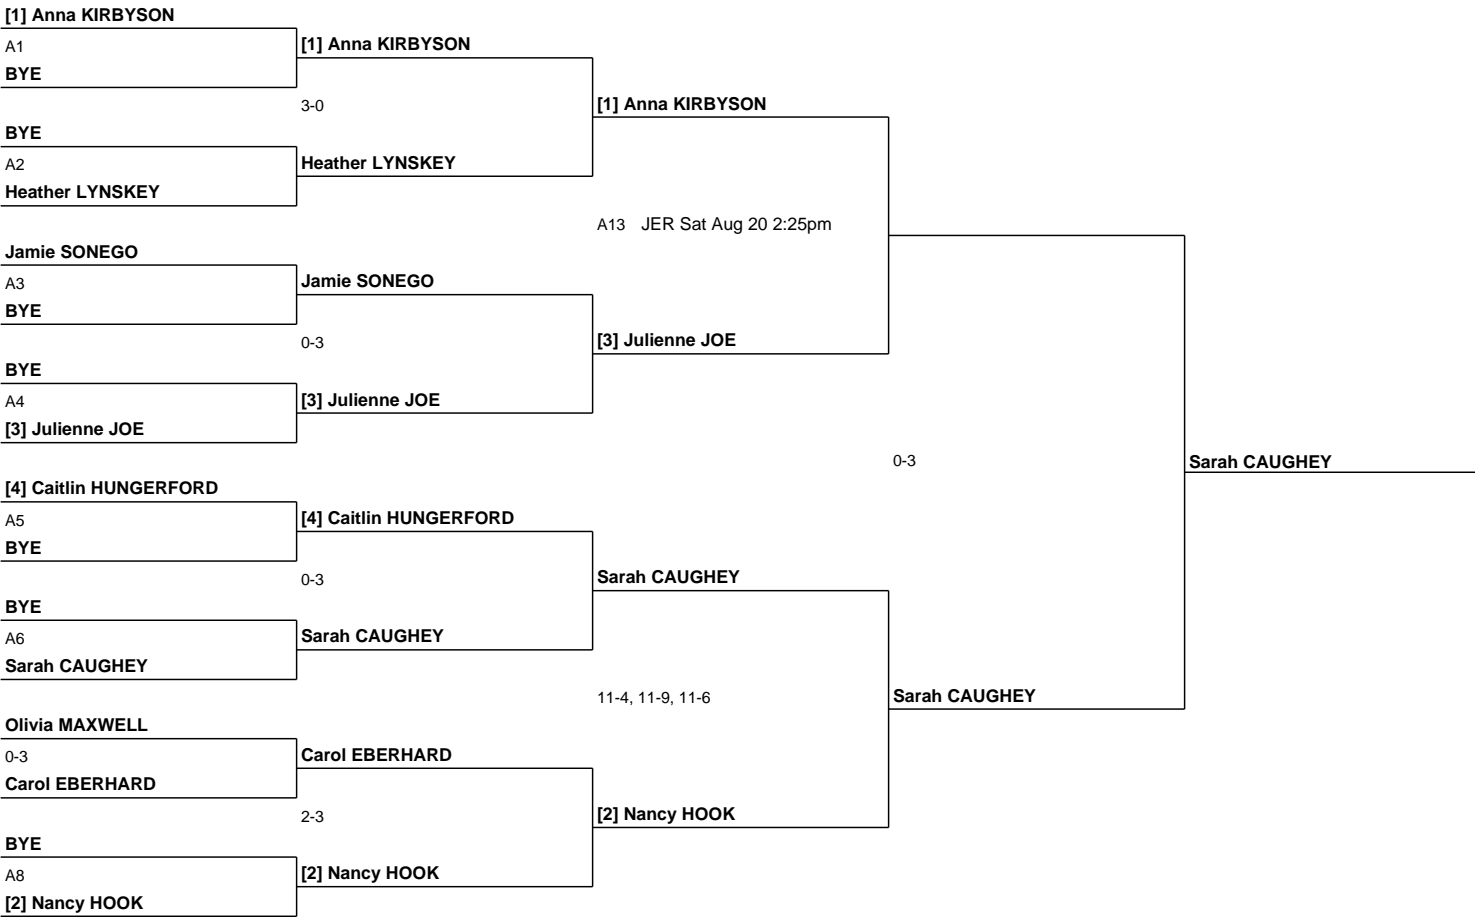 [1] Anna KIRBYSON
A1
[1] Anna KIRBYSON
BYE
3-0
[1] Anna KIRBYSON
BYE
A2
Heather LYNSKEY
Heather LYNSKEY
A13 JER Sat Aug 20 2:25pm
Jamie SONEGO
A3
Jamie SONEGO
BYE
0-3
[3] Julienne JOE
BYE
A4
[3] Julienne JOE
[3] Julienne JOE
0-3
Sarah CAUGHEY
[4] Caitlin HUNGERFORD
A5
[4] Caitlin HUNGERFORD
BYE
0-3
Sarah CAUGHEY
BYE
A6
Sarah CAUGHEY
Sarah CAUGHEY
11-4, 11-9, 11-6
Sarah CAUGHEY
Olivia MAXWELL
0-3
Carol EBERHARD
Carol EBERHARD
2-3
[2] Nancy HOOK
BYE
A8
[2] Nancy HOOK
[2] Nancy HOOK